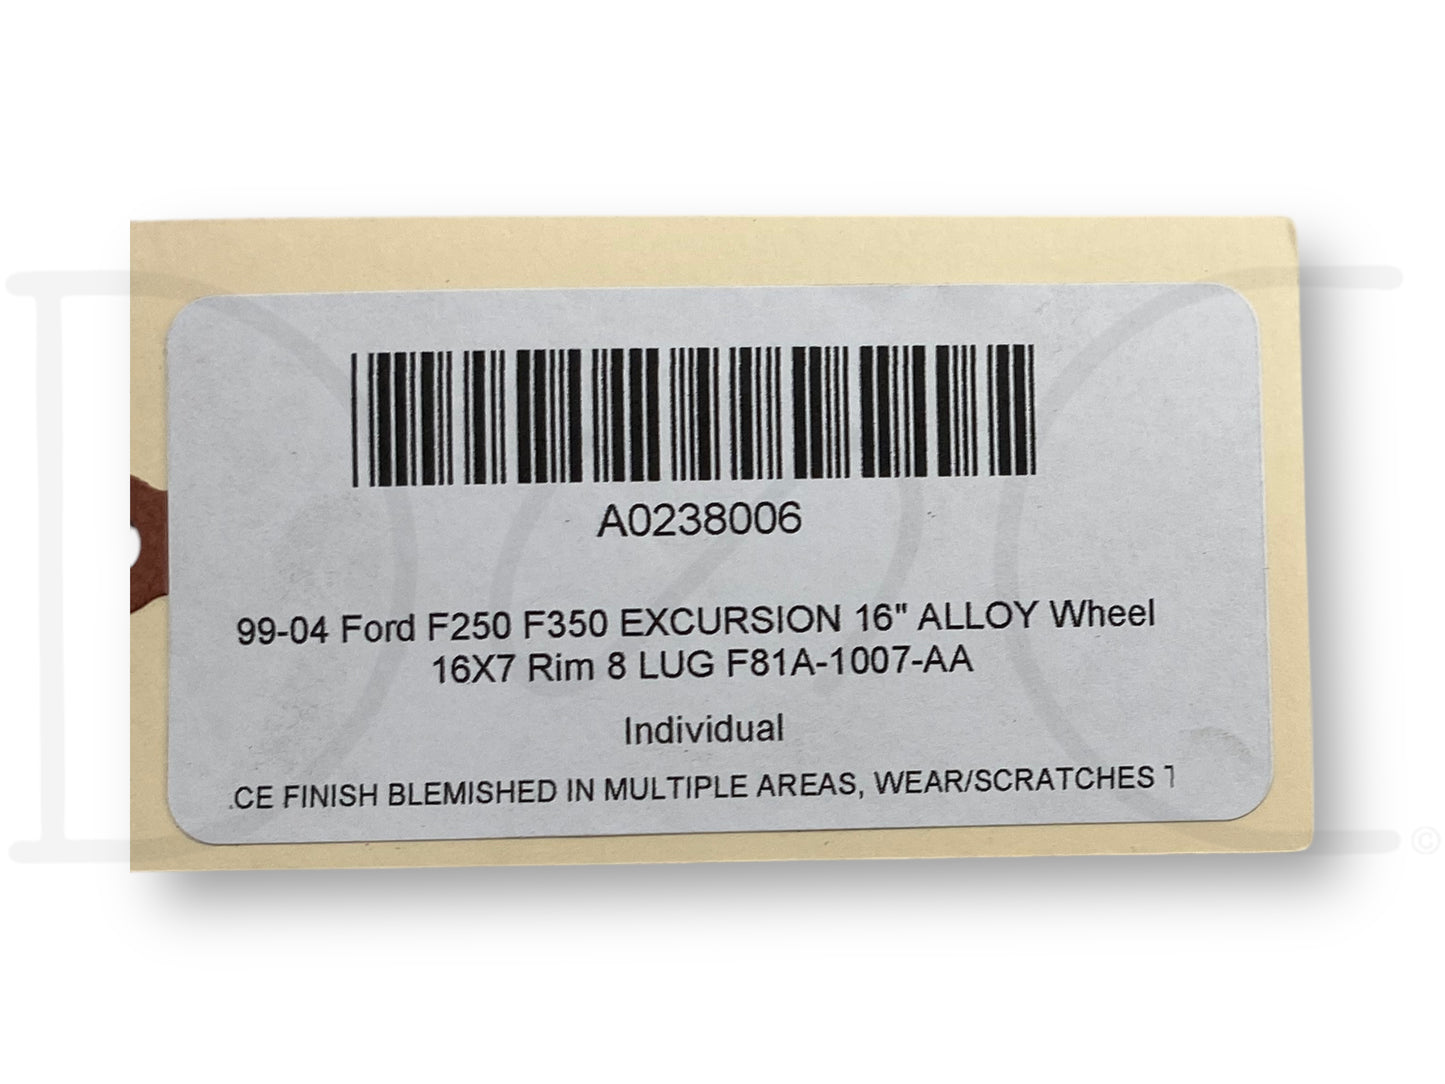 A0238006
99-04 Ford F250 F350 EXCURSION 16" ALLOY Wheel
16X7 Rim 8 LUG F81A-1007-AA
Individual
.CE FINISH BLEMISHED IN MULTIPLE AREAS, WEAR/SCRATCHES